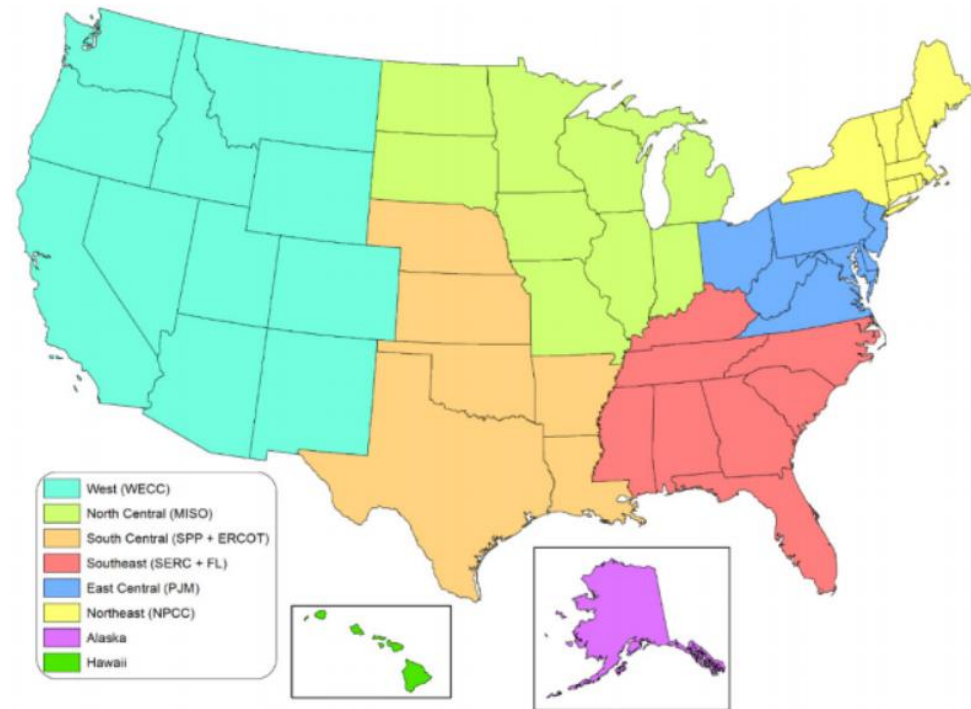 West (WECC)
North Central (MISO)
South Central (SPP + ERCOT)
Southeast (SERC + FL)
East Central (PJM)
Northeast (NPCC)
Alaska
Hawaii